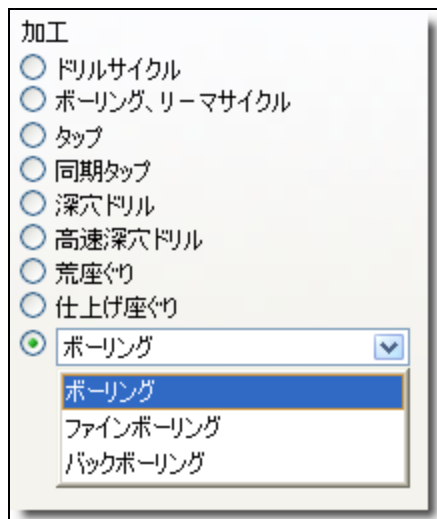 加工
ドリルサイクル
ボーリング、リーマサイクル
タップ
同期タップ
深穴ドリル
高速深穴ドリル
荒座ぐり
仕上げ座ぐり
ボーリング
ボーリング
ファインボーリング
バックボーリング